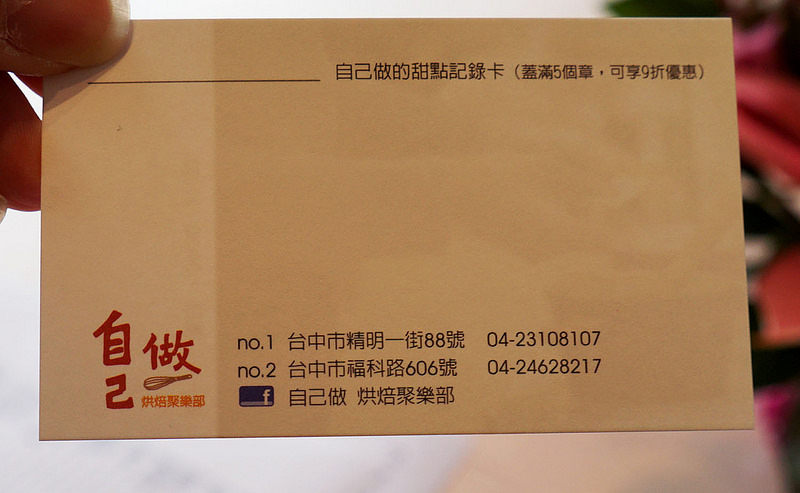 自己做的甜點記錄卡（蓋滿5個章，可享9折優惠）
自己做
烘焙聚樂部
no.1 台中市精明一街88號 04-23108107
no.2 台中市福科路606號 04-24628217
f 自己做 烘焙聚樂部